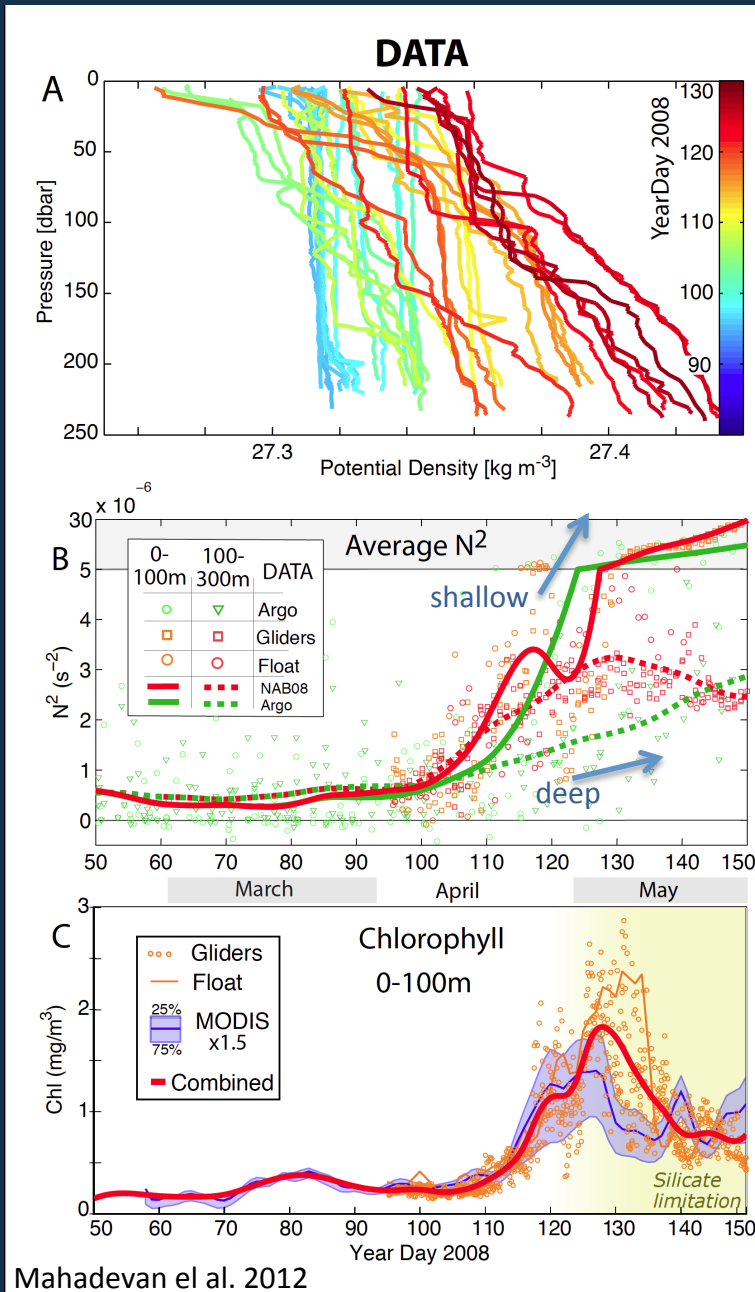 DATA
A
0
50
100
150
200
250
Pressure [dbar]
27.3
27.4
Potential Density [kg m⁻³]
130
120
110
100
90
YearDay 2008
x 10⁻⁶
B
Average N²
30
5
4
3
2
1
0
N² (s⁻²)
0-100m
100-300m
DATA
Argo
Gliders
Float
NAB08
Argo
shallow
deep
50 60 70 80 90 100 110 120 130 140 150
March April May
C
Chlorophyll
0-100m
Gliders
Float
25%
MODIS
75%
x1.5
Combined
3
2
1
0
Chl (mg/m³)
Silicate
limitation
50 60 70 80 90 100 110 120 130 140 150
Year Day 2008
Mahadevan el al. 2012